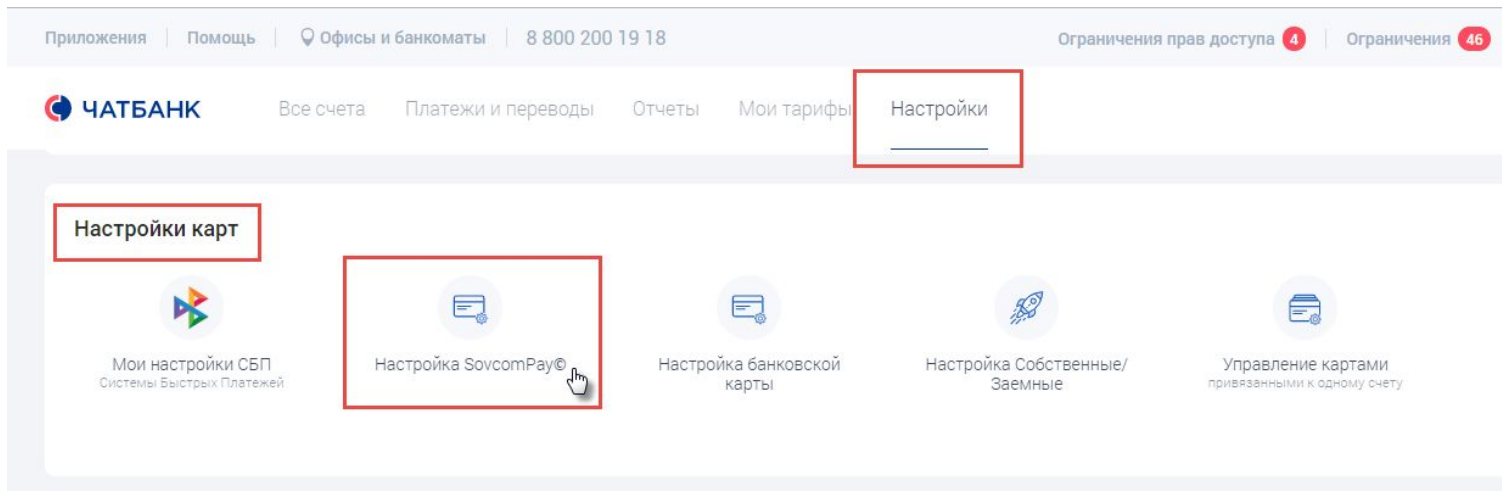 Приложения Помощь Офисы и банкоматы 8 800 200 19 18 Ограничения прав доступа 4 Ограничения 46
ЧАТБАНК Все счета Платежи и переводы Отчеты Мои тарифы Настройки
Настройки карт
Мои настройки СБП
Системы Быстрых Платежей
Настройка SovcomPay©
Настройка банковской
карты
Настройка Собственные/
Заемные
Управление картами
привязанными к одному счету